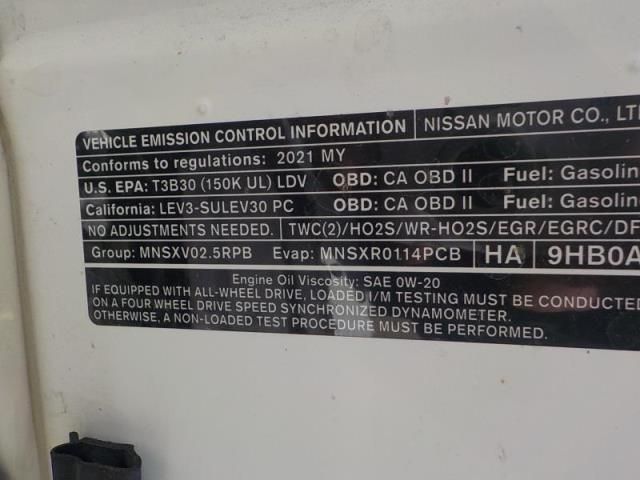 VEHICLE EMISSION CONTROL INFORMATION NISSAN MOTOR CO., LT
Conforms to regulations: 2021 MY
U.S. EPA: T3B30 (150K UL) LDV OBD: CA OBD II Fuel: Gasoline
California: LEV3-SULEV30 PC OBD: CA OBD II Fuel: Gasoline
NO ADJUSTMENTS NEEDED. TWC(2)/HO2S/WR-HO2S/EGR/EGRC/DF
Group: MNSXV02.5RPB Evap: MNSXR0114PCB HA 9HB0A
Engine Oil Viscosity: SAE 0W-20
IF EQUIPPED WITH ALL-WHEEL DRIVE, LOADED I/M TESTING MUST BE CONDUCTED
ON A FOUR WHEEL DRIVE SPEED SYNCHRONIZED DYNAMOMETER.
OTHERWISE, A NON-LOADED TEST PROCEDURE MUST BE PERFORMED.